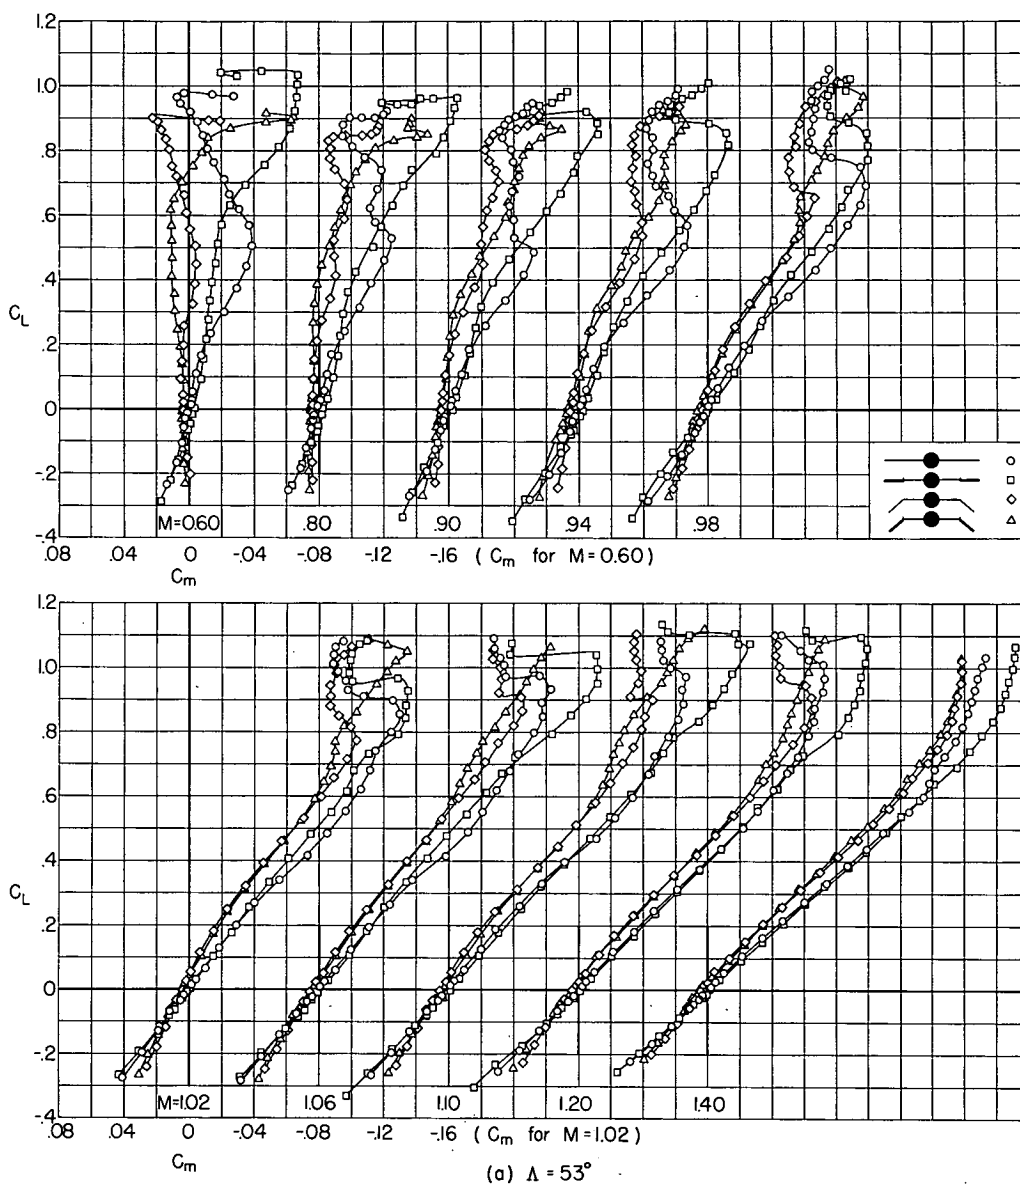 1.2
1.0
.8
.6
.4
C_L
.2
0
-.2
-.4
M=0.60 .80 .90 .94 .98
.08 .04 0 -.04 -.08 -.12 -.16 ( C_m for M=0.60)
C_m
1.2
1.0
.8
.6
.4
C_L
.2
0
-.2
-.4
M=1.02 1.06 1.10 1.20 1.40
.08 .04 0 -.04 -.08 -.12 -.16 ( C_m for M=1.02)
C_m
(a) Λ = 53°